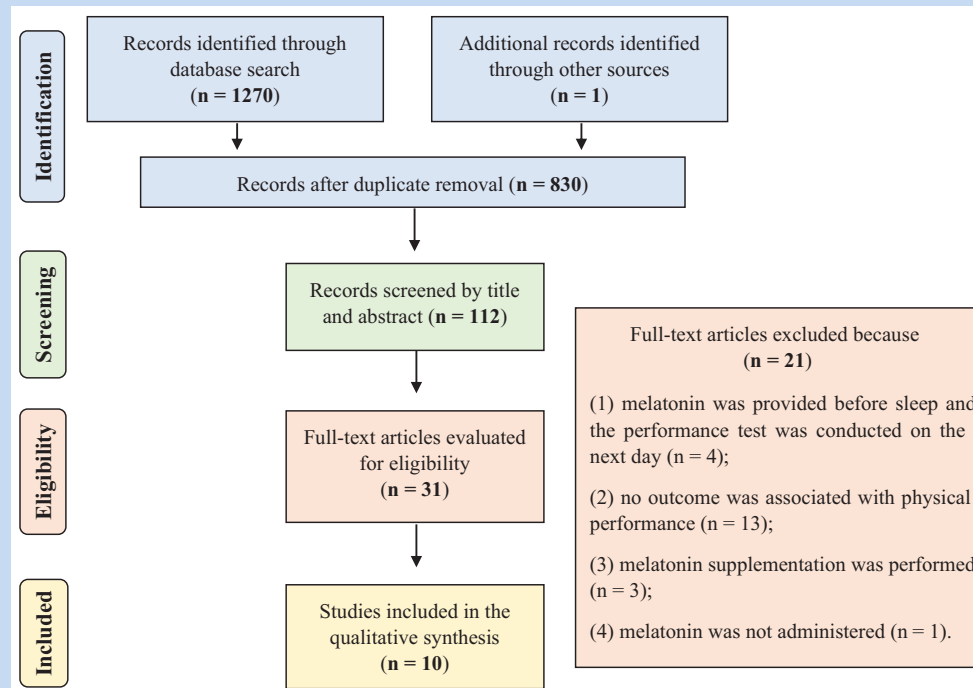 Identification
Records identified through
database search
(n = 1270)
Additional records identified
through other sources
(n = 1)
Records after duplicate removal (n = 830)
Screening
Records screened by title
and abstract (n = 112)
Eligibility
Full-text articles evaluated
for eligibility
(n = 31)
Full-text articles excluded because
(n = 21)
(1) melatonin was provided before sleep and
the performance test was conducted on the
next day (n = 4);
(2) no outcome was associated with physical
performance (n = 13);
(3) melatonin supplementation was performed
(n = 3);
(4) melatonin was not administered (n = 1).
Included
Studies included in the
qualitative synthesis
(n = 10)